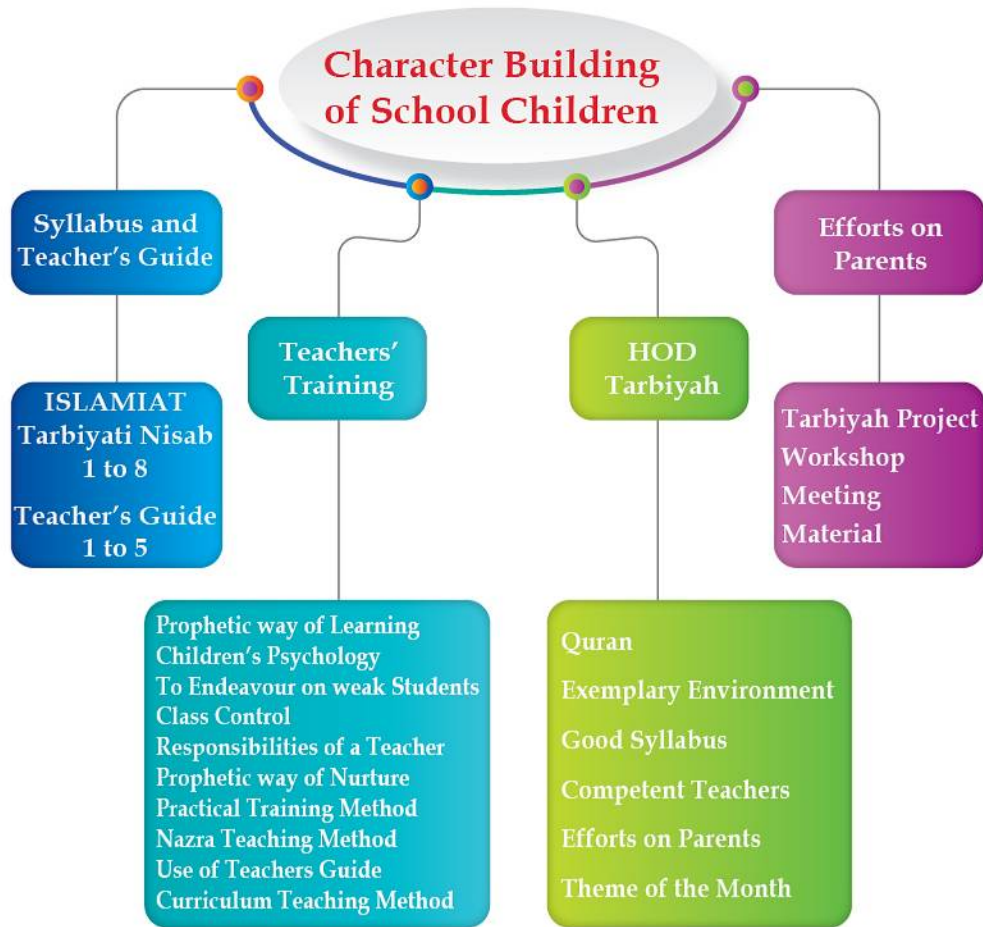 Character Building
of School Children
Syllabus and
Teacher's Guide
ISLAMIAT
Tarbiyati Nisab
1 to 8
Teacher's Guide
1 to 5
Teachers'
Training
Prophetic way of Learning
Children's Psychology
To Endeavour on weak Students
Class Control
Responsibilities of a Teacher
Prophetic way of Nurture
Practical Training Method
Nazra Teaching Method
Use of Teachers Guide
Curriculum Teaching Method
HOD
Tarbiyah
Quran
Exemplary Environment
Good Syllabus
Competent Teachers
Efforts on Parents
Theme of the Month
Efforts on
Parents
Tarbiyah Project
Workshop
Meeting
Material